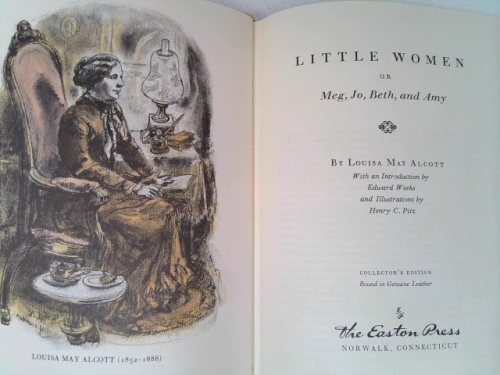 LOUISA MAY ALCOTT (1832–1888)
LITTLE WOMEN
OR
Meg, Jo, Beth, and Amy
BY LOUISA MAY ALCOTT
With an Introduction by
Edward Weeks
and Illustrations by
Henry C. Pitz
COLLECTOR'S EDITION
Bound in Genuine Leather
E
P
The Easton Press
NORWALK, CONNECTICUT